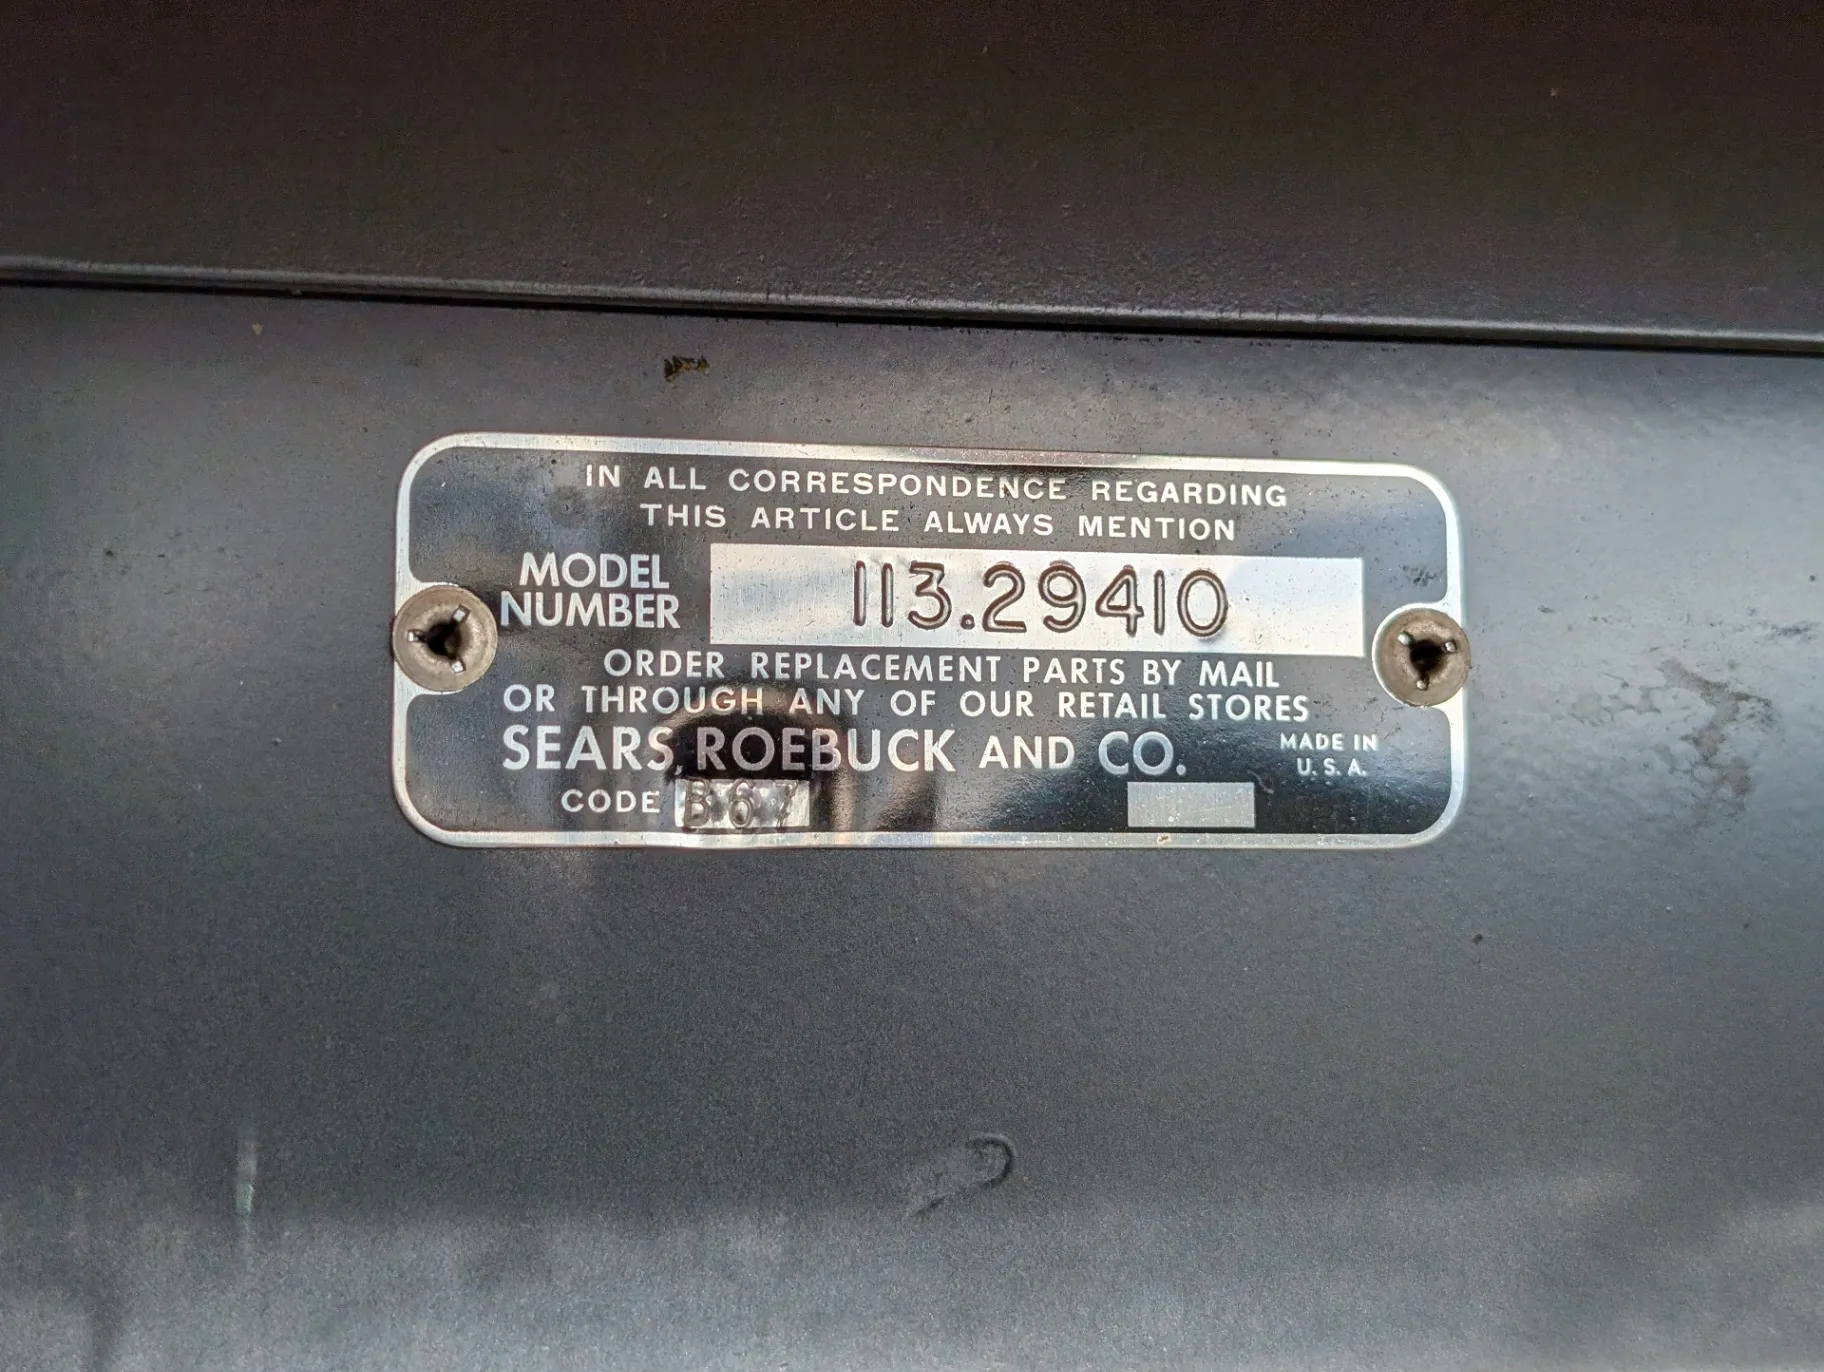 IN ALL CORRESPONDENCE REGARDING
THIS ARTICLE ALWAYS MENTION
MODEL NUMBER 113.29410
ORDER REPLACEMENT PARTS BY MAIL
OR THROUGH ANY OF OUR RETAIL STORES
SEARS, ROEBUCK AND CO.
MADE IN
U.S.A.
CODE B67